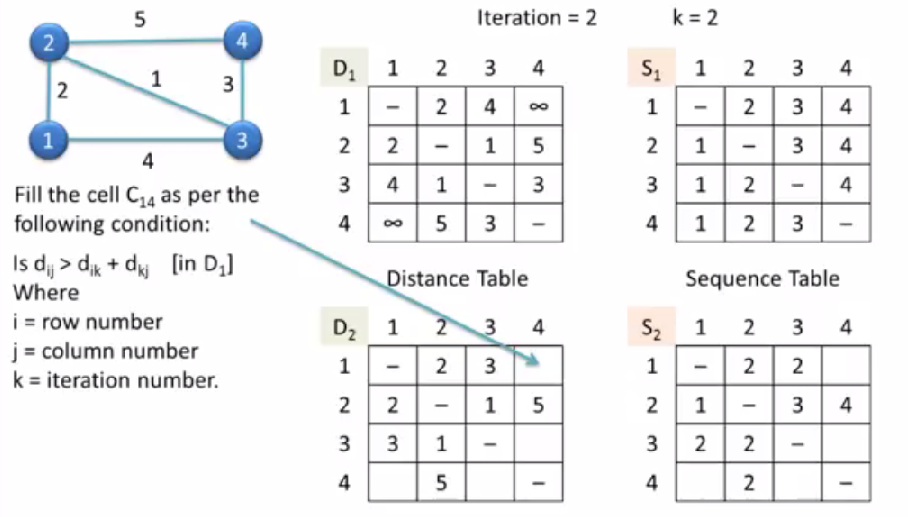 Iteration = 2 k = 2
5
2 4
2 1 3
1 3
4
D₁ 1 2 3 4
1 – 2 4 ∞
2 2 – 1 5
3 4 1 – 3
4 ∞ 5 3 –
S₁ 1 2 3 4
1 – 2 3 4
2 1 – 3 4
3 1 2 – 4
4 1 2 3 –
Fill the cell C₁₄ as per the
following condition:
Is dᵢⱼ > dᵢₖ + dₖⱼ [in D₁]
Where
i = row number
j = column number
k = iteration number.
Distance Table
Sequence Table
D₂ 1 2 3 4
1 – 2 3
2 2 – 1 5
3 3 1 –
4 5 –
S₂ 1 2 3 4
1 – 2 2
2 1 – 3 4
3 2 2 –
4 2 –